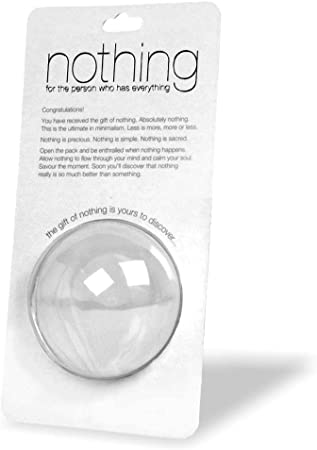 nothing
for the person who has everything
Congratulations!
You have received the gift of nothing. Absolutely nothing.
This is the ultimate in minimalism. Less is more, more or less.
Nothing is precious. Nothing is simple. Nothing is sacred.
Open the pack and be enthralled when nothing happens.
Allow nothing to flow through your mind and calm your soul.
Savour the moment. Soon you'll discover that nothing
really is so much better than something.
the gift of nothing is yours to discover...